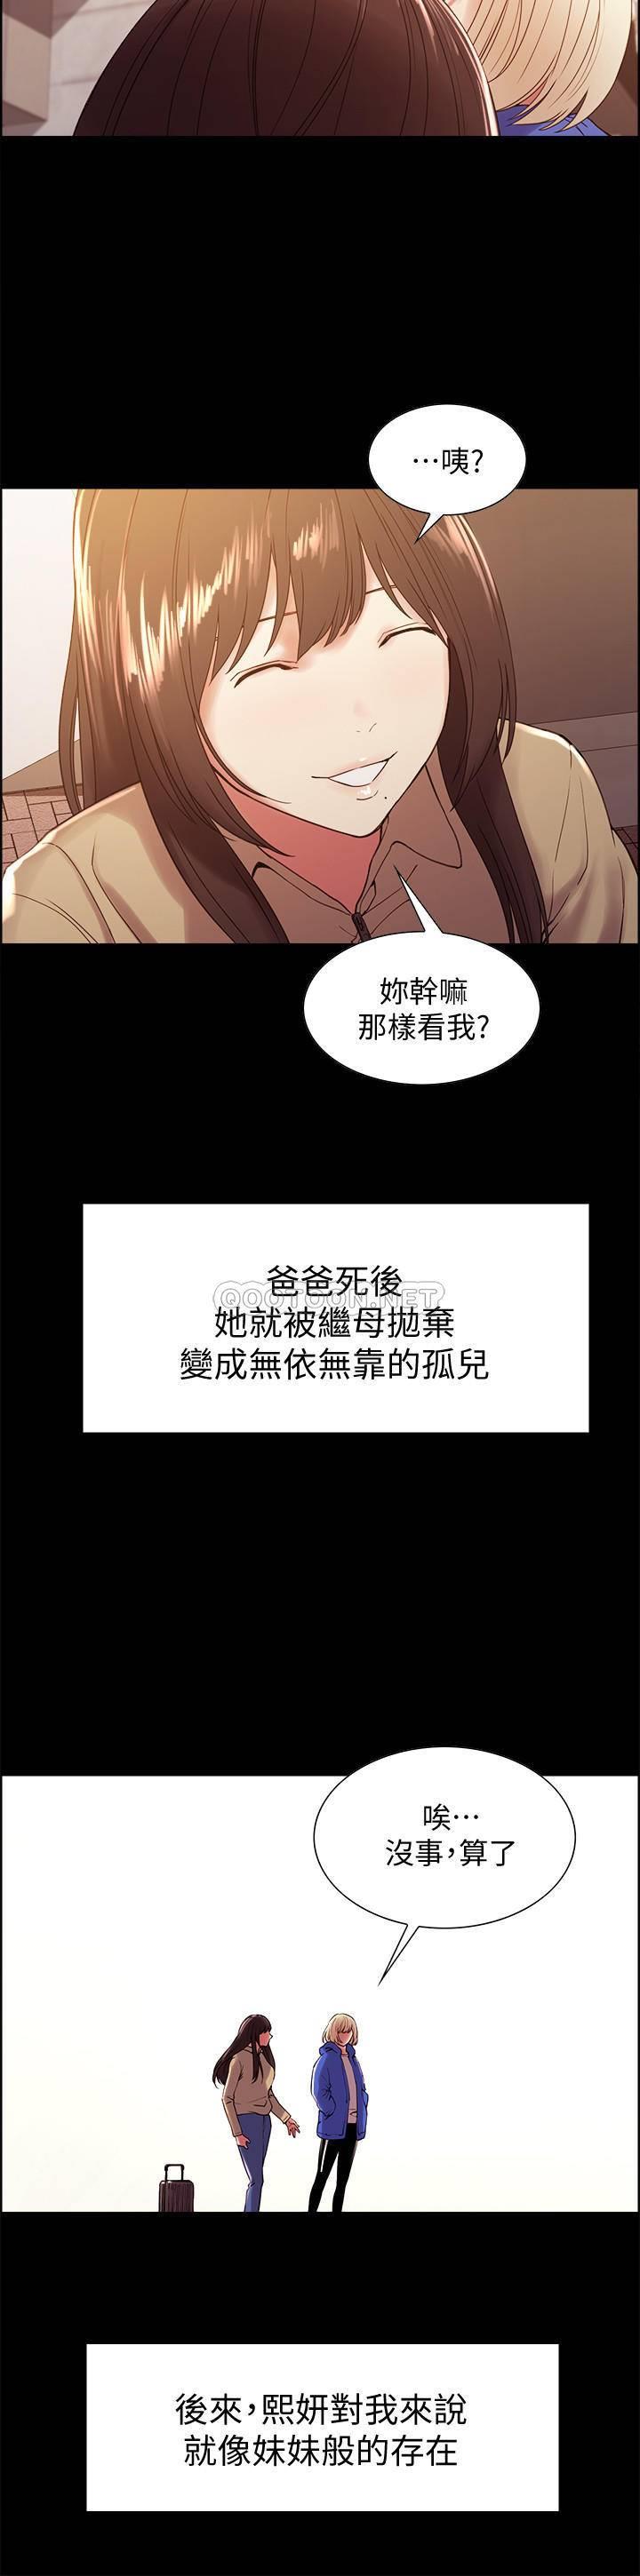 …咦?
妳幹嘛
那樣看我?
爸爸死後
QOOTOON.NET
她就被繼母拋棄
變成無依無靠的孤兒
唉…
沒事,算了
後來,熙妍對我來說
就像妹妹般的存在